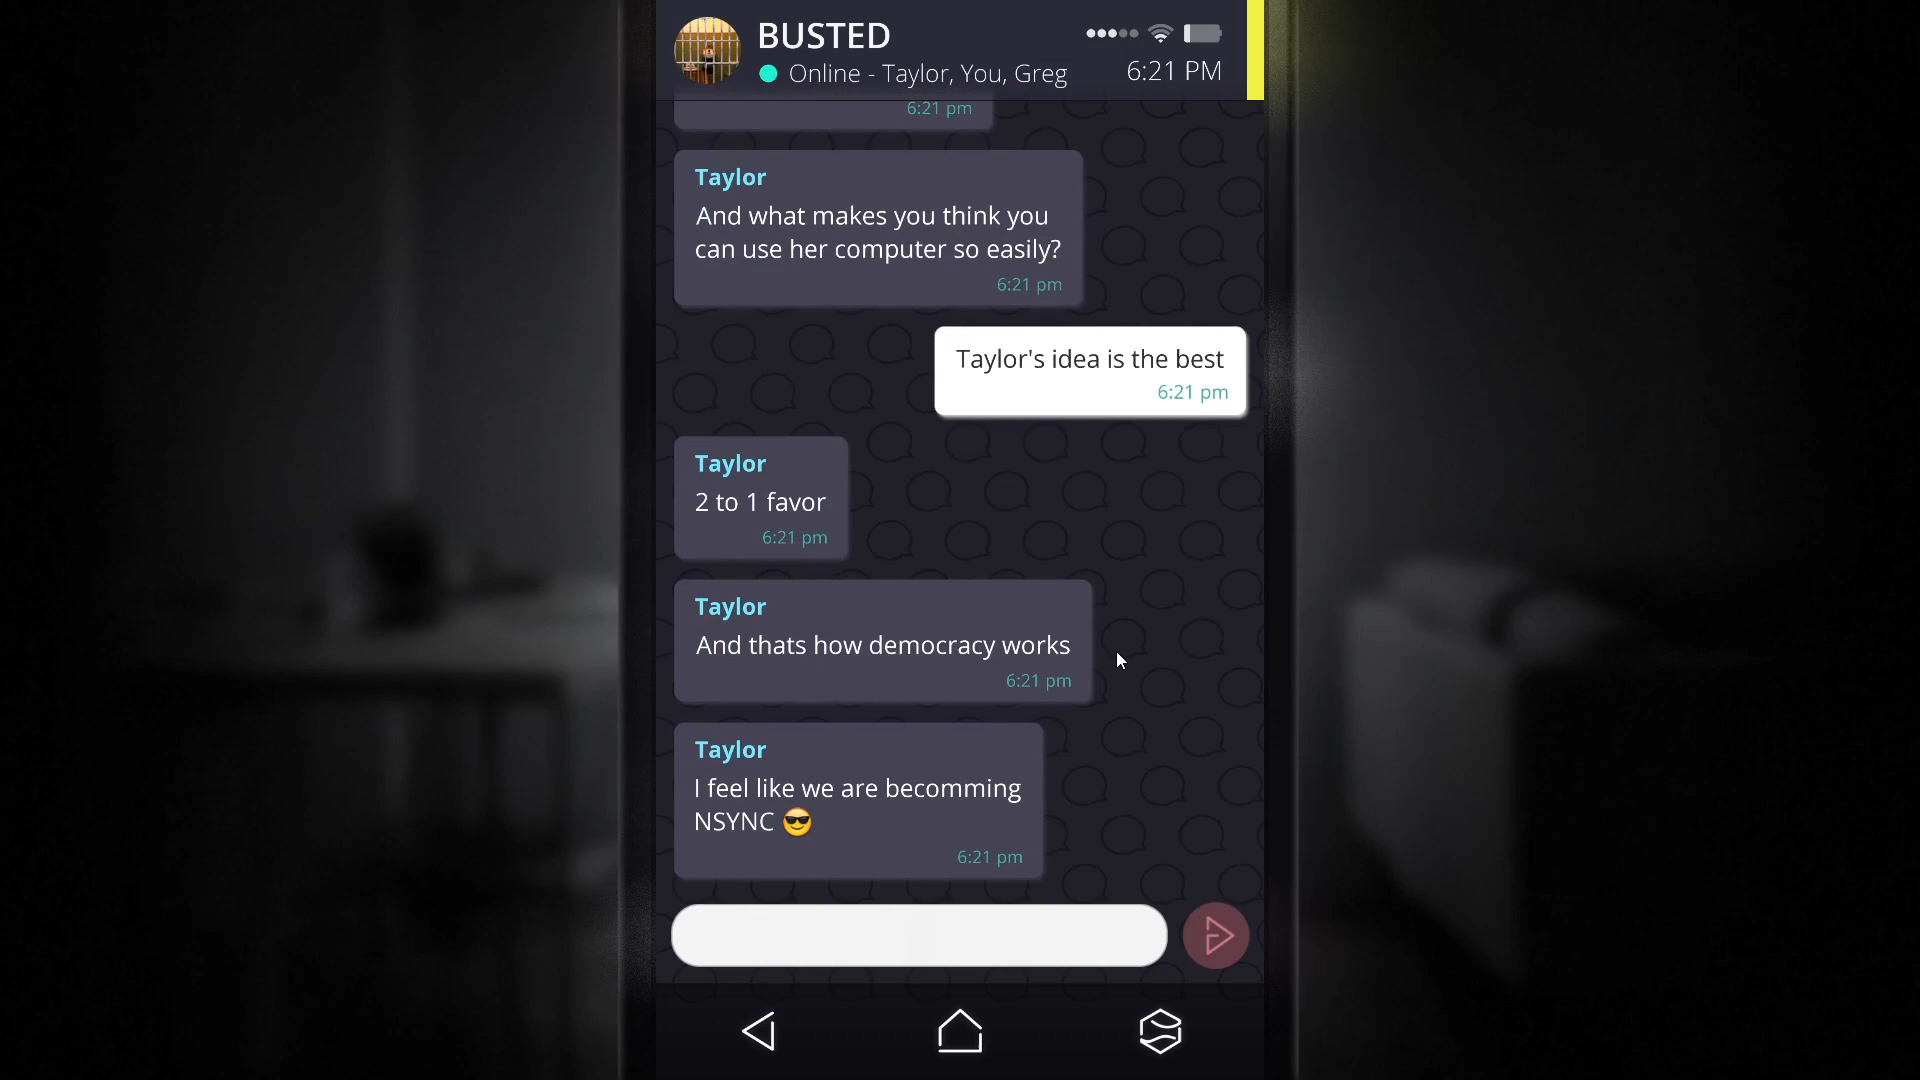 BUSTED
Online - Taylor, You, Greg
6:21 PM
6:21 pm
Taylor
And what makes you think you
can use her computer so easily?
6:21 pm
Taylor's idea is the best
6:21 pm
Taylor
2 to 1 favor
6:21 pm
Taylor
And thats how democracy works
6:21 pm
Taylor
I feel like we are becomming
NSYNC 😎
6:21 pm